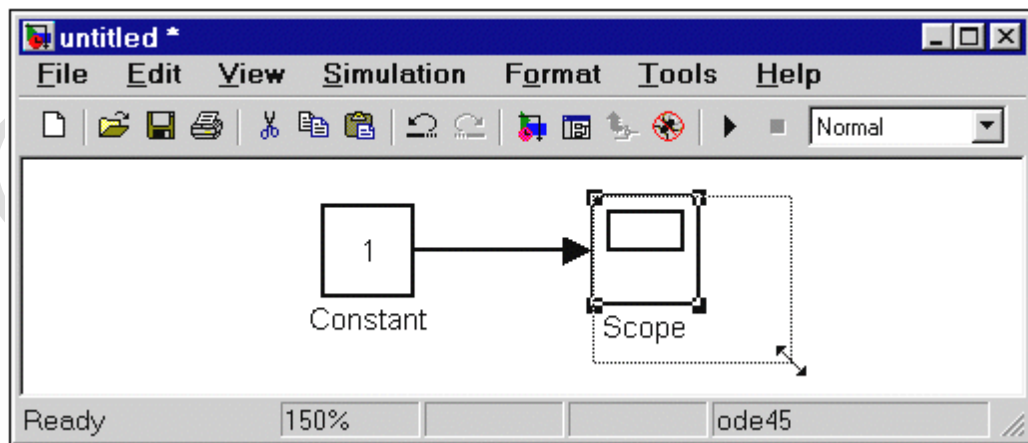 untitled *
File Edit View Simulation Format Tools Help
Normal
1
Constant
Scope
Ready 150% ode45